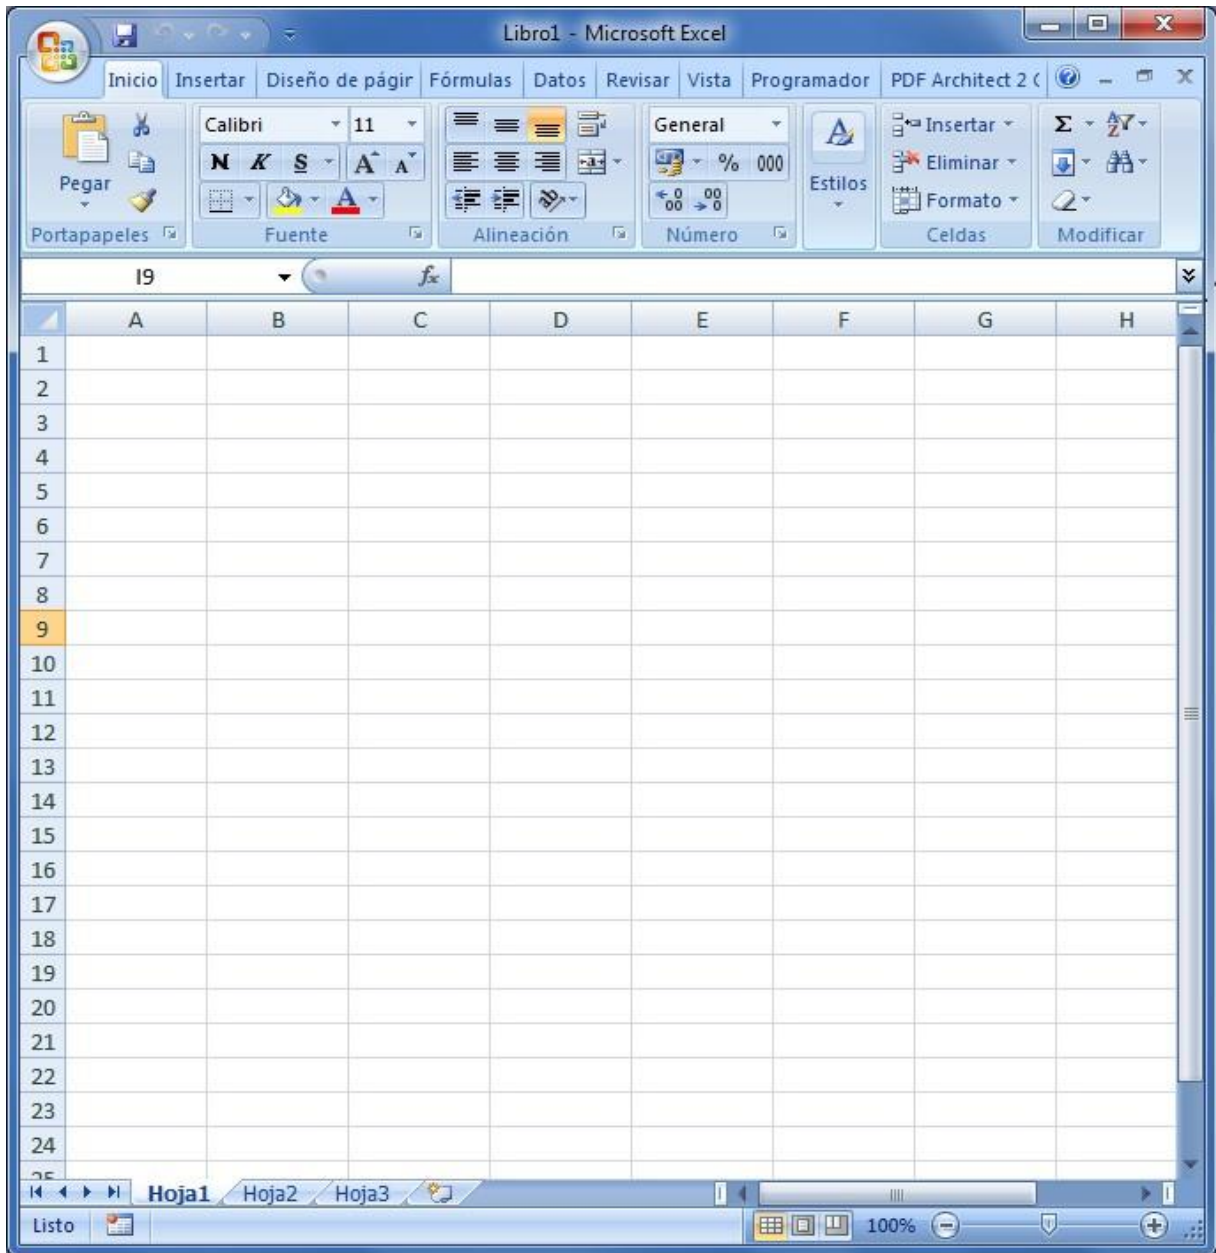 Libro1 - Microsoft Excel
Inicio Insertar Diseño de págir Fórmulas Datos Revisar Vista Programador PDF Architect 2 C
Calibri 11 General Insertar Σ
N K S A A % 000 Eliminar
Pegar Estilos Formato
Portapapeles Fuente Alineación Número Celdas Modificar
I9 fx
A B C D E F G H
1
2
3
4
5
6
7
8
9
10
11
12
13
14
15
16
17
18
19
20
21
22
23
24
25
Hoja1 Hoja2 Hoja3
Listo 100%